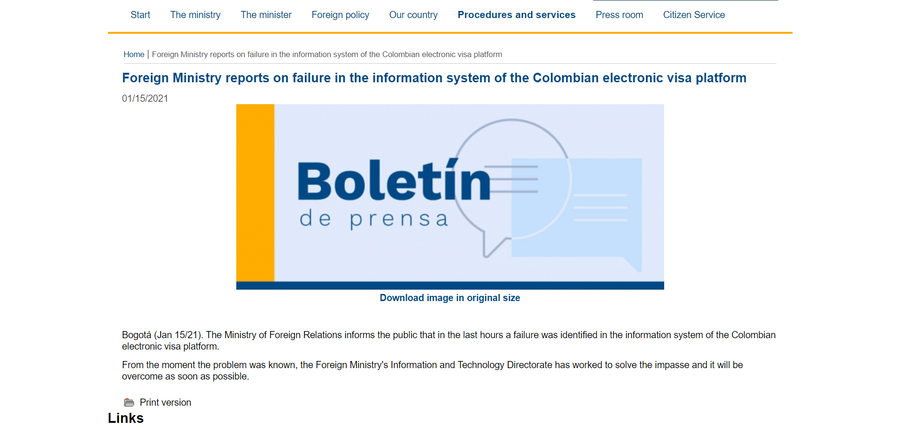 Start The ministry The minister Foreign policy Our country Procedures and services Press room Citizen Service
Home | Foreign Ministry reports on failure in the information system of the Colombian electronic visa platform
Foreign Ministry reports on failure in the information system of the Colombian electronic visa platform
01/15/2021
Boletín
de prensa
Download image in original size
Bogotá (Jan 15/21). The Ministry of Foreign Relations informs the public that in the last hours a failure was identified in the information system of the Colombian
electronic visa platform.
From the moment the problem was known, the Foreign Ministry's Information and Technology Directorate has worked to solve the impasse and it will be
overcome as soon as possible.
Print version
Links